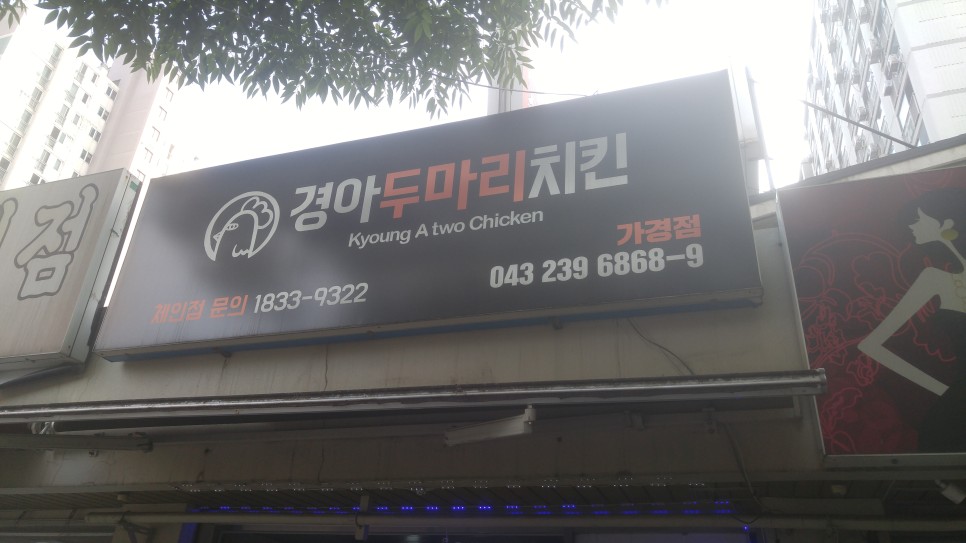 점
경아두마리치킨
Kyoung A two Chicken
가경점
043 239 6868-9
체인점 문의 1833-9322